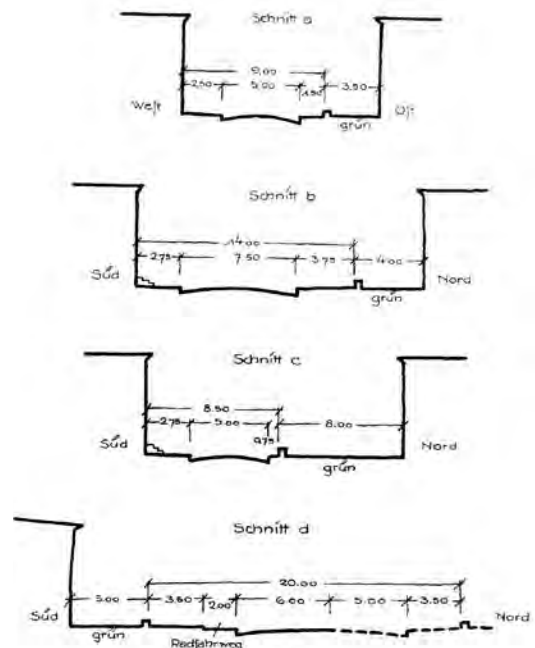 Schnitt a
9.00
2.50 5.00 1.50 3.50
West grün Ost
Schnitt b
14.00
2.75 7.50 3.75 4.00
Süd grün Nord
Schnitt c
8.50
2.75 5.00 0.75 8.00
Süd grün Nord
Schnitt d
20.00
5.00 3.50 2.00 6.00 5.00 3.50
Süd grün Radfahrweg Nord